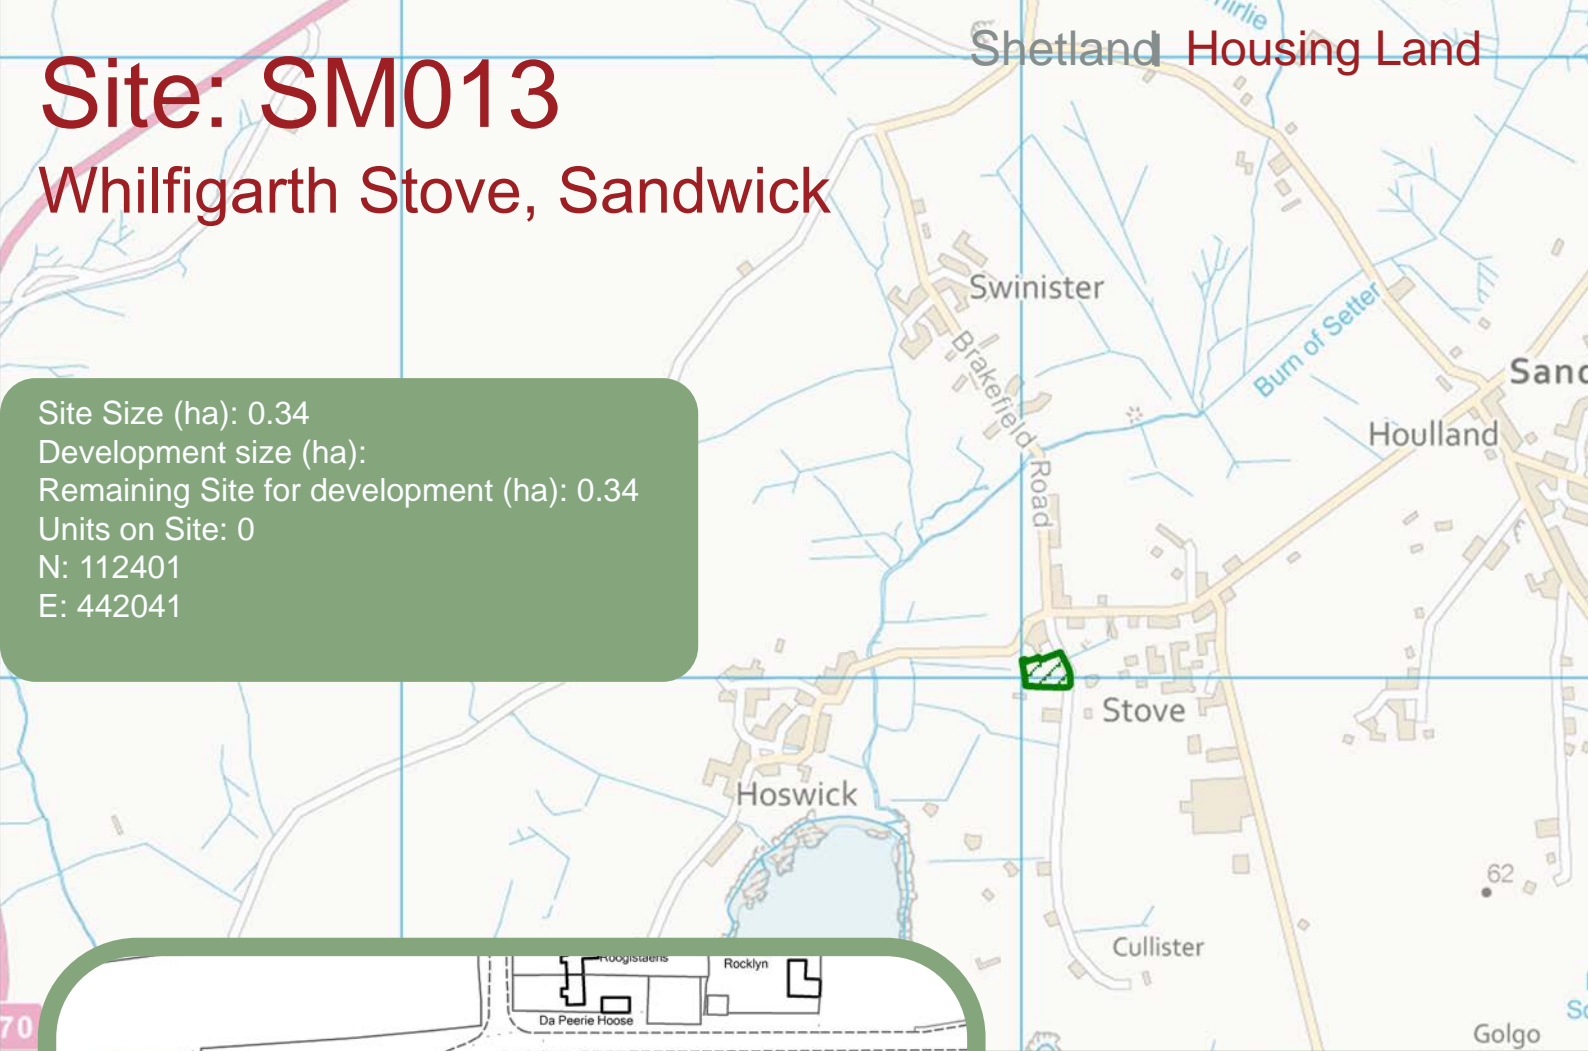 Shetland Housing Land
Site: SM013
Whilfigarth Stove, Sandwick
Swinister
Burn of Setter
Brakefield Road
Houlland
Site Size (ha): 0.34
Development size (ha):
Remaining Site for development (ha): 0.34
Units on Site: 0
N: 112401
E: 442041
Stove
Hoswick
62
Cullister
Golgo
70
Rocklyn
Da Peerie Hoose